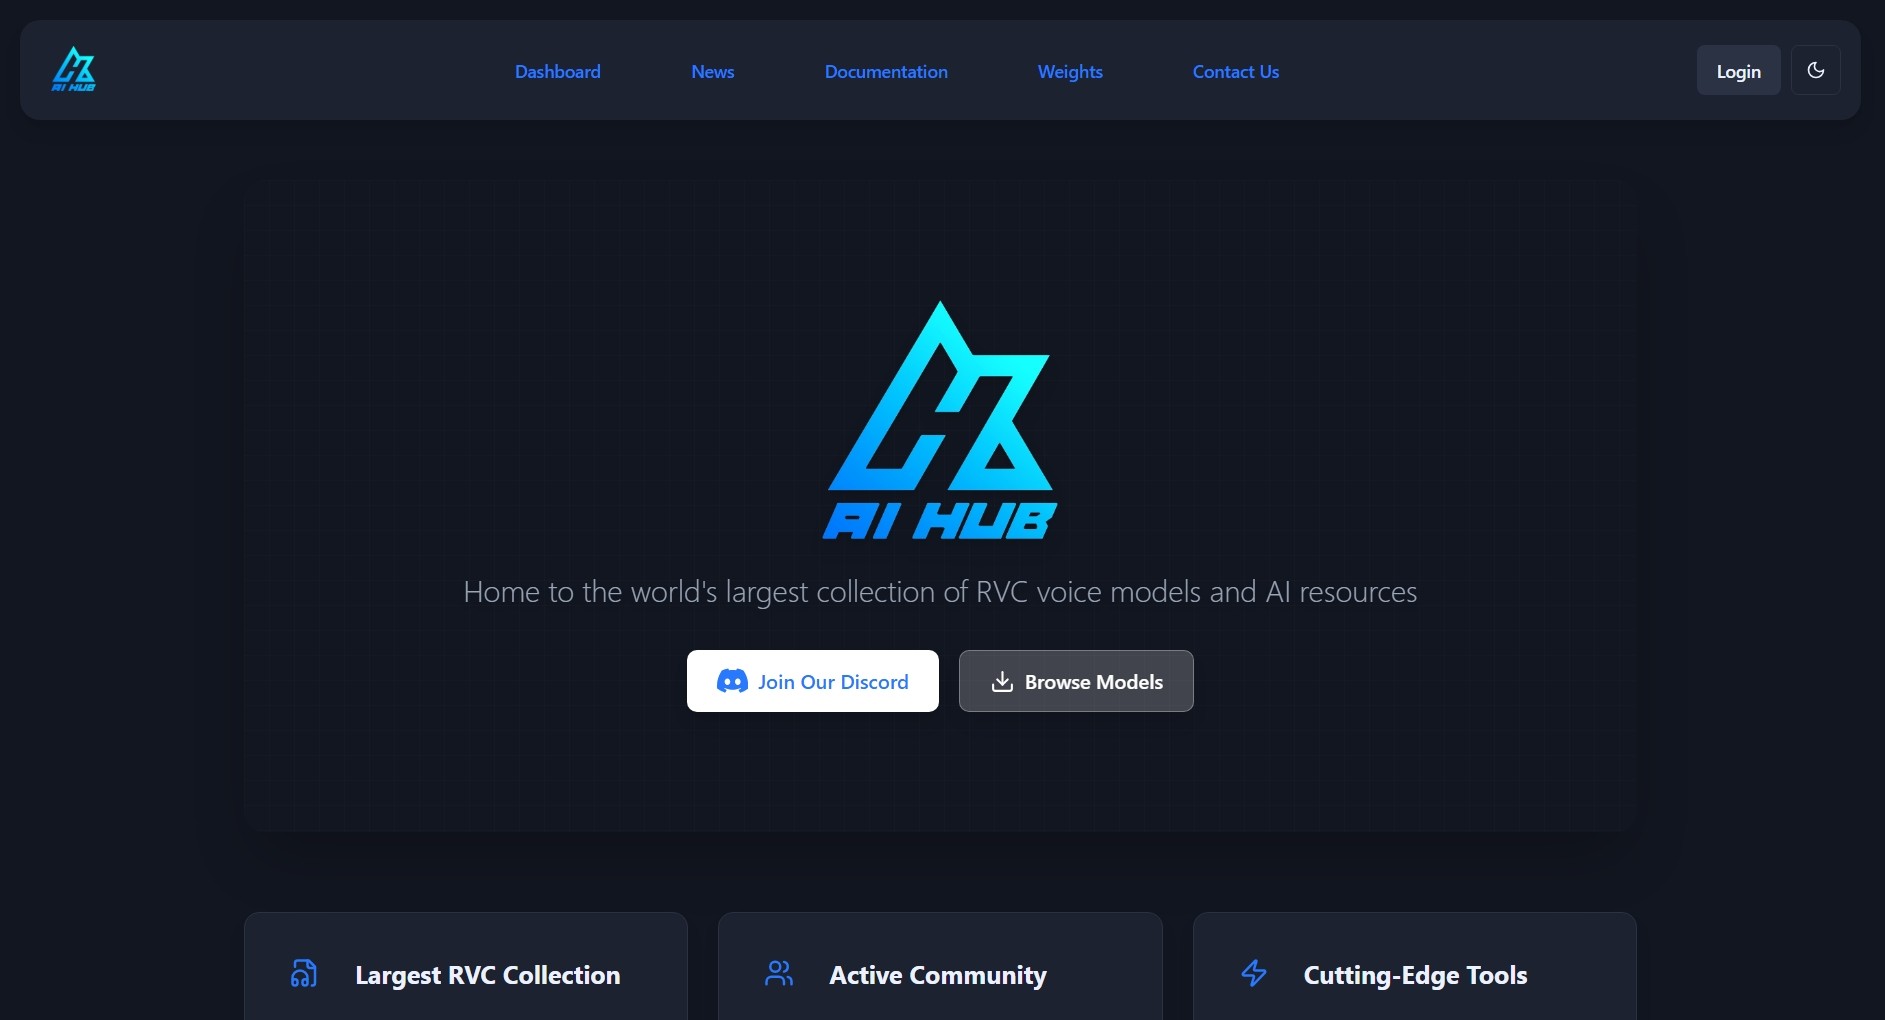 AI HUB
Dashboard
News
Documentation
Weights
Contact Us
Login
AI HUB
Home to the world's largest collection of RVC voice models and AI resources
Join Our Discord
Browse Models
Largest RVC Collection
Active Community
Cutting-Edge Tools